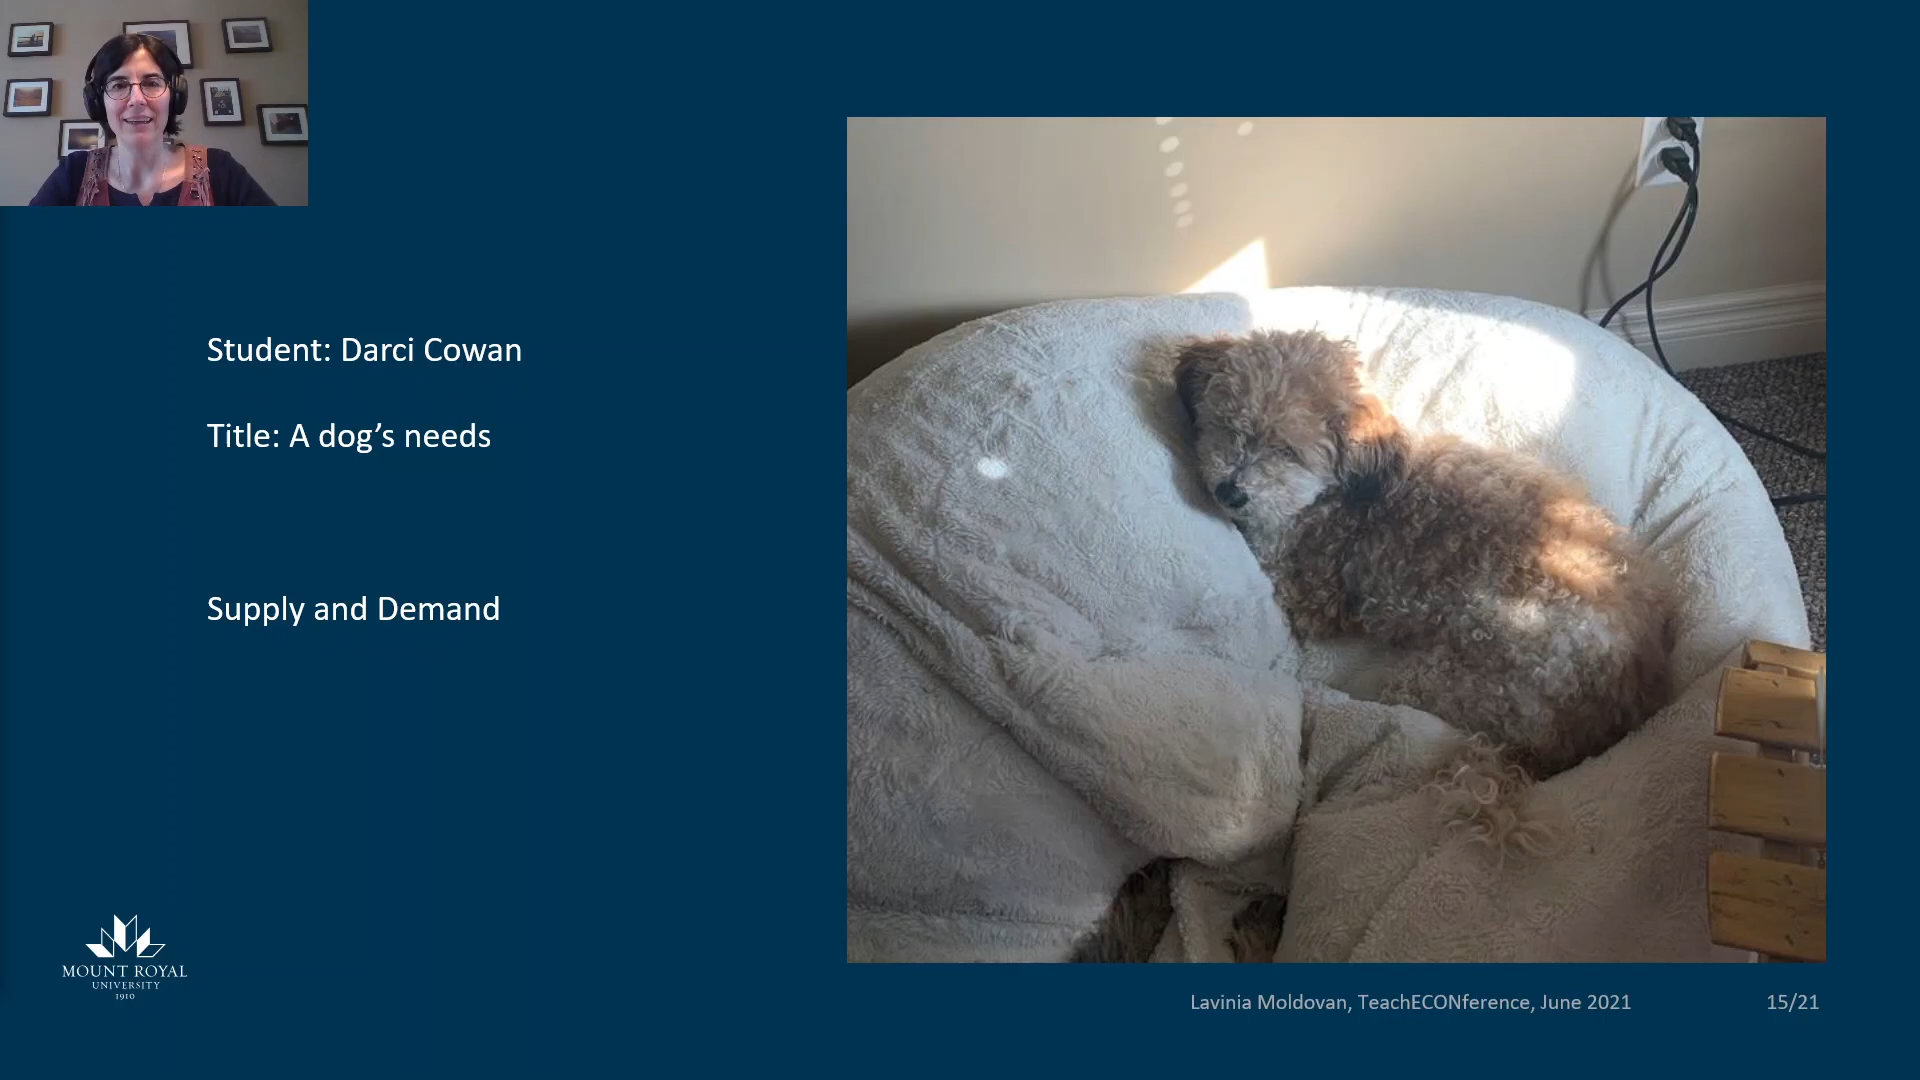 Student: Darci Cowan
Title: A dog’s needs
Supply and Demand
MOUNT ROYAL
UNIVERSITY
1910
Lavinia Moldovan, TeachECONference, June 2021
15/21